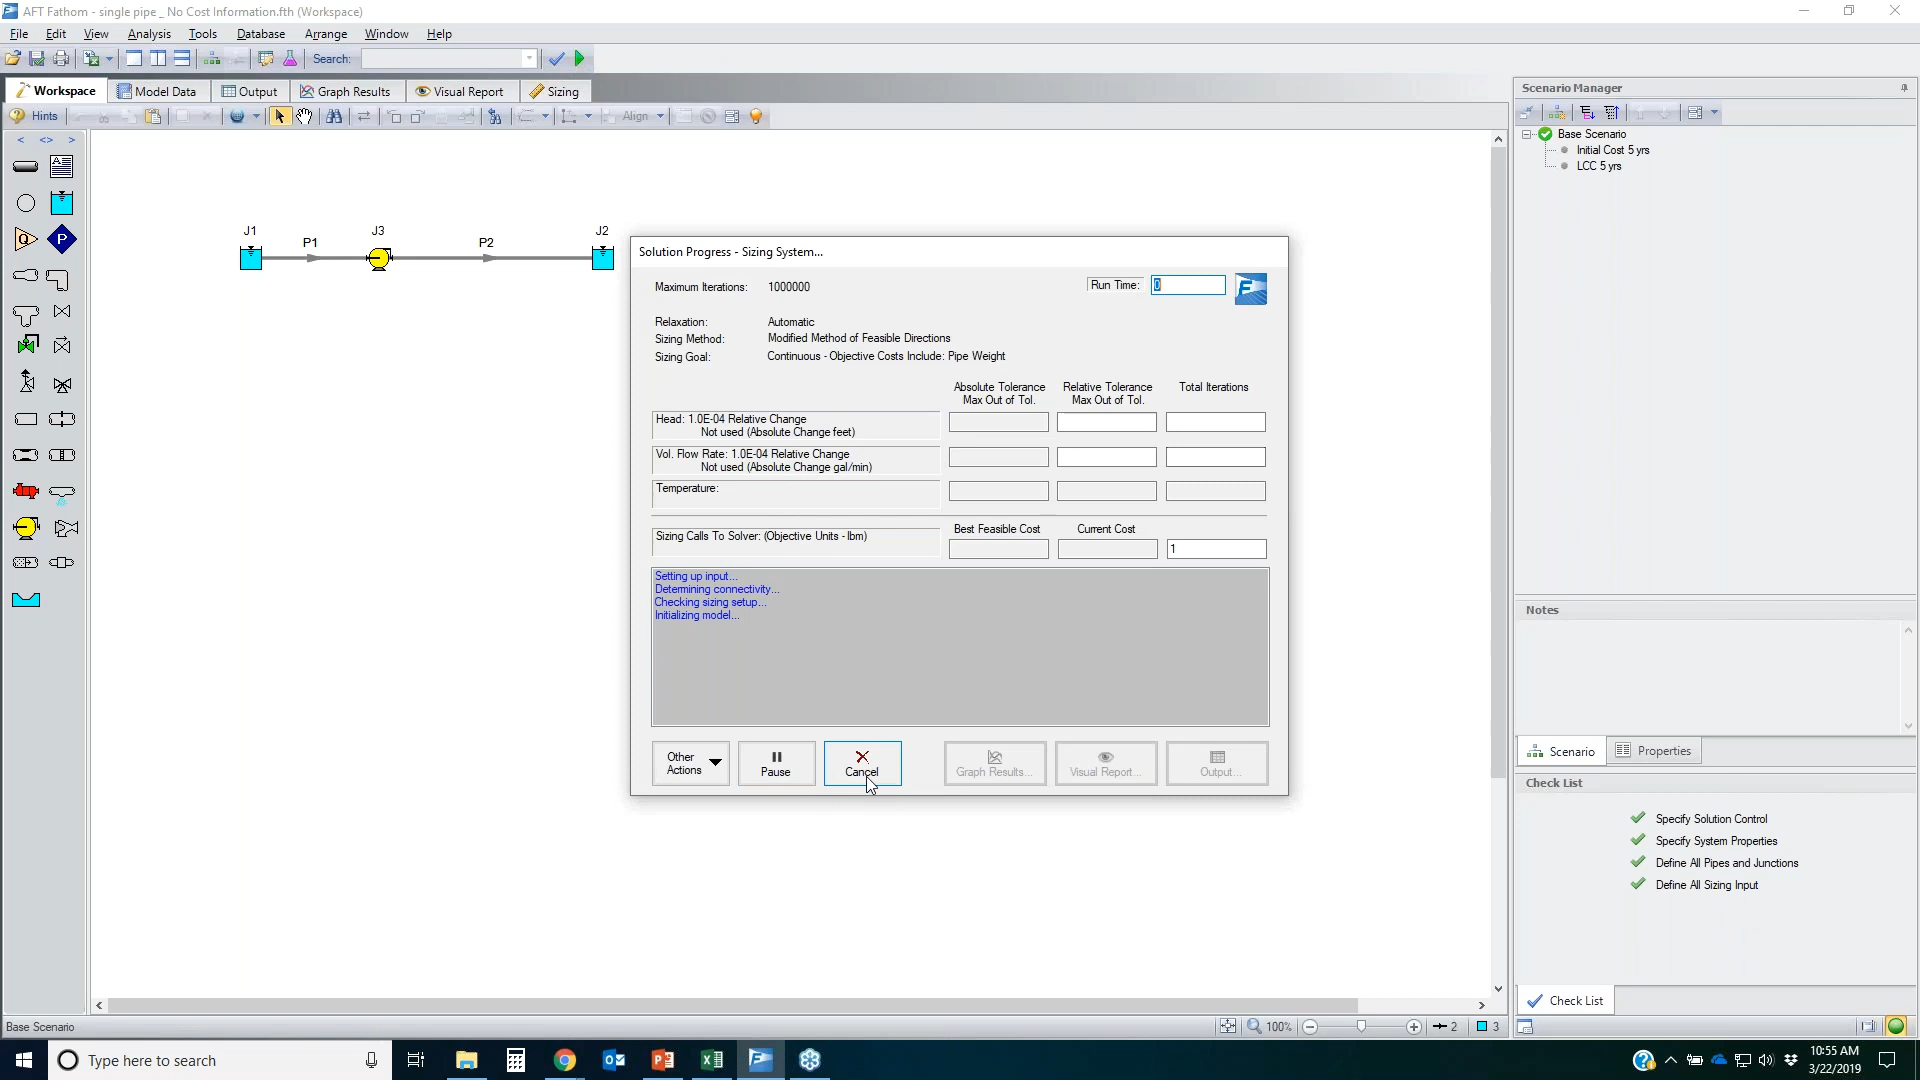 AFT Fathom - single pipe _ No Cost Information.fth (Workspace)
File Edit View Analysis Tools Database Arrange Window Help
Search:
Workspace Model Data Output Graph Results Visual Report Sizing
Hints Align
< <> >
J1 P1 J3 P2 J2
Solution Progress - Sizing System...
Maximum Iterations: 1000000 Run Time: 0
Relaxation: Automatic
Sizing Method: Modified Method of Feasible Directions
Sizing Goal: Continuous - Objective Costs Include: Pipe Weight
Absolute Tolerance Max Out of Tol. Relative Tolerance Max Out of Tol. Total Iterations
Head: 1.0E-04 Relative Change
Not used (Absolute Change feet)
Vol. Flow Rate: 1.0E-04 Relative Change
Not used (Absolute Change gal/min)
Temperature:
Best Feasible Cost Current Cost
Sizing Calls To Solver: (Objective Units - lbm) 1
Setting up input...
Determining connectivity...
Checking sizing setup...
Initializing model...
Other Actions Pause Cancel Graph Results... Visual Report... Output...
Scenario Manager
Base Scenario
Initial Cost 5 yrs
LCC 5 yrs
Notes
Scenario Properties
Check List
Specify Solution Control
Specify System Properties
Define All Pipes and Junctions
Define All Sizing Input
Check List
Base Scenario 100% 2 3
Type here to search
10:55 AM
3/22/2019